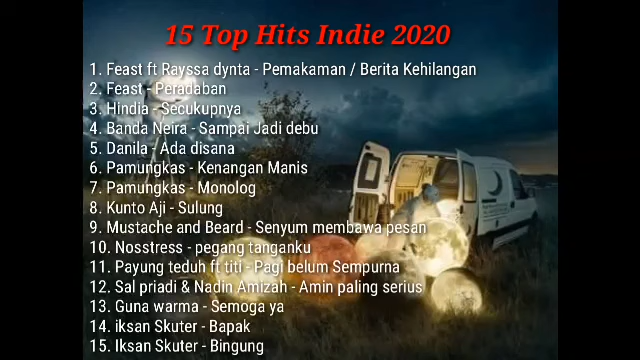 15 Top Hits Indie 2020
1. Feast ft Rayssa dynta - Pemakaman / Berita Kehilangan
2. Feast - Peradaban
3. Hindia - Secukupnya
4. Banda Neira - Sampai Jadi debu
5. Danila - Ada disana
6. Pamungkas - Kenangan Manis
7. Pamungkas - Monolog
8. Kunto Aji - Sulung
9. Mustache and Beard - Senyum membawa pesan
10. Nosstress - pegang tanganku
11. Payung teduh ft titi - Pagi belum Sempurna
12. Sal priadi & Nadin Amizah - Amin paling serius
13. Guna warma - Semoga ya
14. iksan Skuter - Bapak
15. Iksan Skuter - Bingung